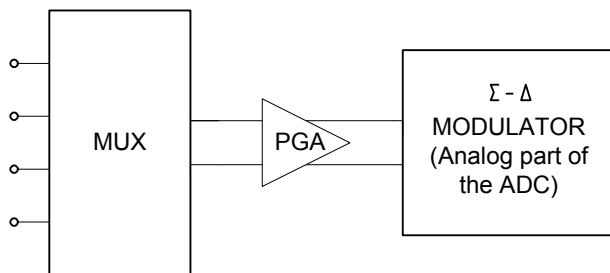 MUX
PGA
Σ - Δ
MODULATOR
(Analog part of
the ADC)